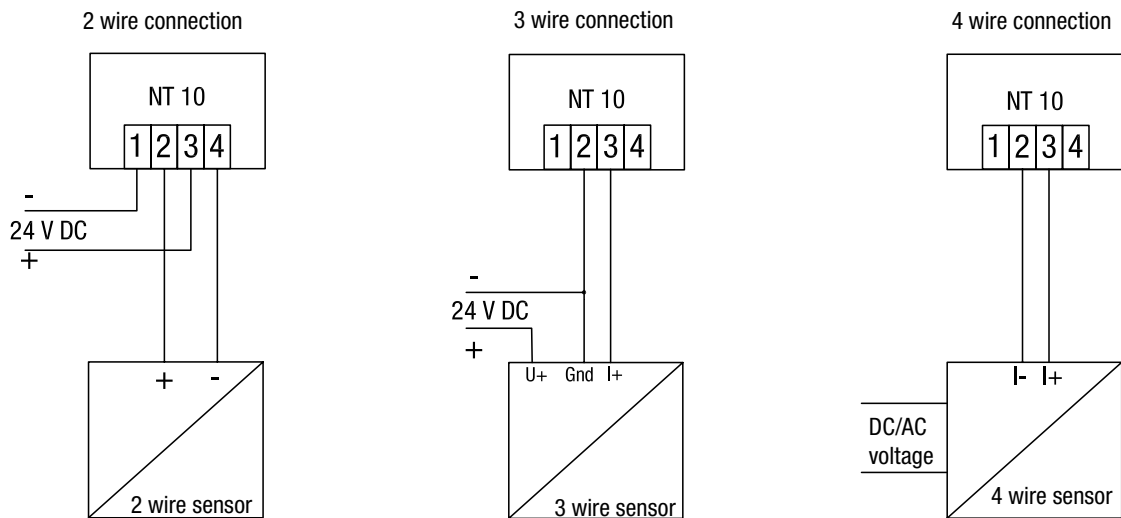 2 wire connection
NT 10
1 2 3 4
-
24 V DC
+
+ -
2 wire sensor
3 wire connection
NT 10
1 2 3 4
-
24 V DC
+
U+ Gnd I+
3 wire sensor
4 wire connection
NT 10
1 2 3 4
I- I+
DC/AC
voltage
4 wire sensor